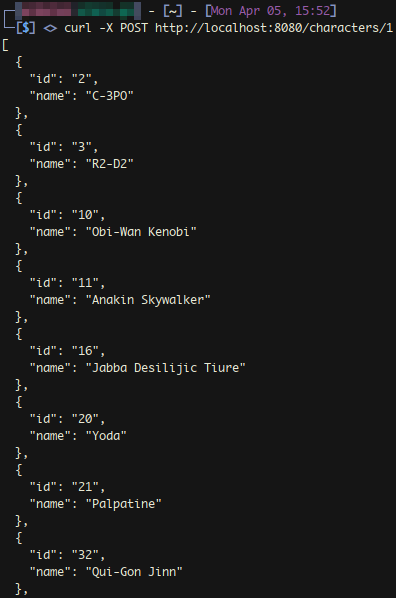 - [~] - [Mon Apr 05, 15:52]
[$] <> curl -X POST http://localhost:8080/characters/1
[
{
"id": "2",
"name": "C-3PO"
},
{
"id": "3",
"name": "R2-D2"
},
{
"id": "10",
"name": "Obi-Wan Kenobi"
},
{
"id": "11",
"name": "Anakin Skywalker"
},
{
"id": "16",
"name": "Jabba Desilijic Tiure"
},
{
"id": "20",
"name": "Yoda"
},
{
"id": "21",
"name": "Palpatine"
},
{
"id": "32",
"name": "Qui-Gon Jinn"
},